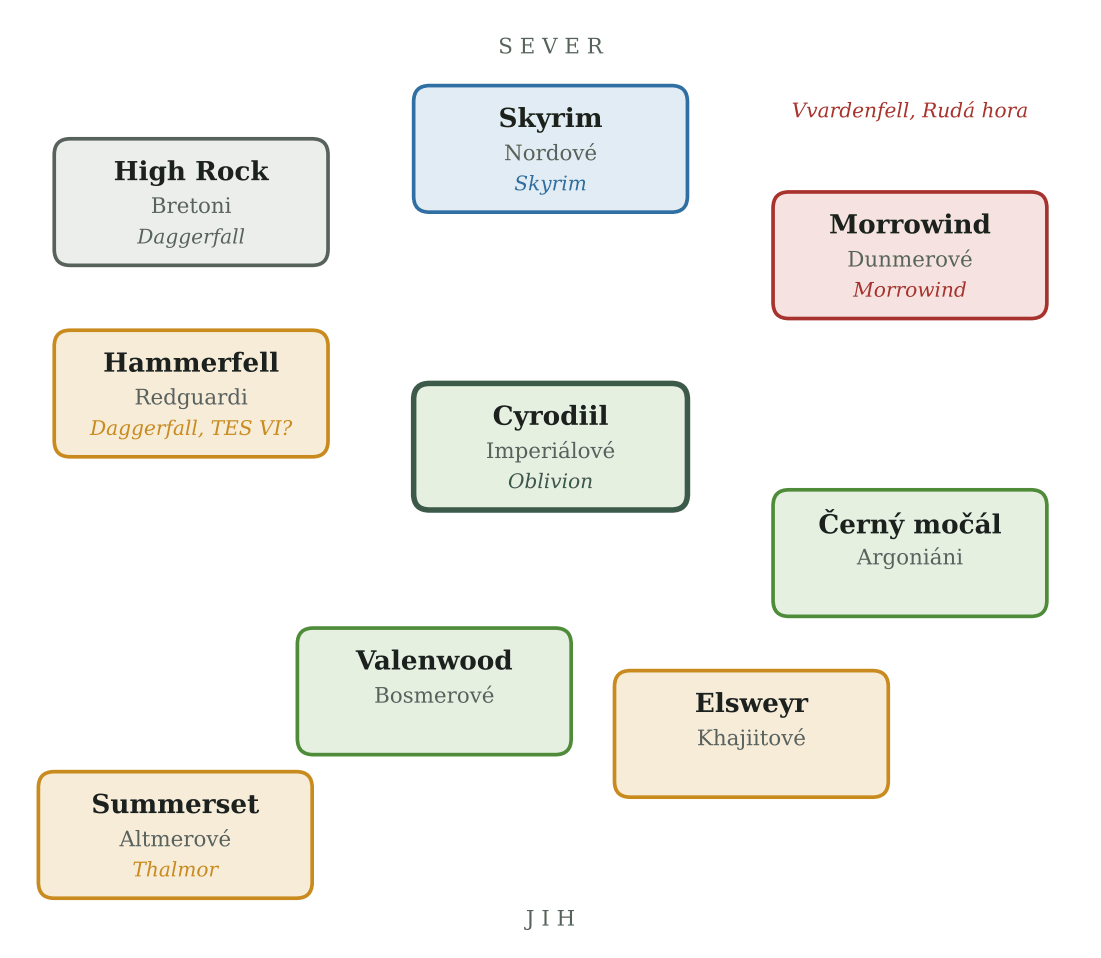 SEVER
Skyrim
Nordové
Skyrim
Vvardenfell, Rudá hora
High Rock
Bretoni
Daggerfall
Morrowind
Dunmerové
Morrowind
Hammerfell
Redguardi
Daggerfall, TES VI?
Cyrodiil
Imperiálové
Oblivion
Černý močál
Argoniáni
Valenwood
Bosmerové
Elsweyr
Khajiitové
Summerset
Altmerové
Thalmor
JIH